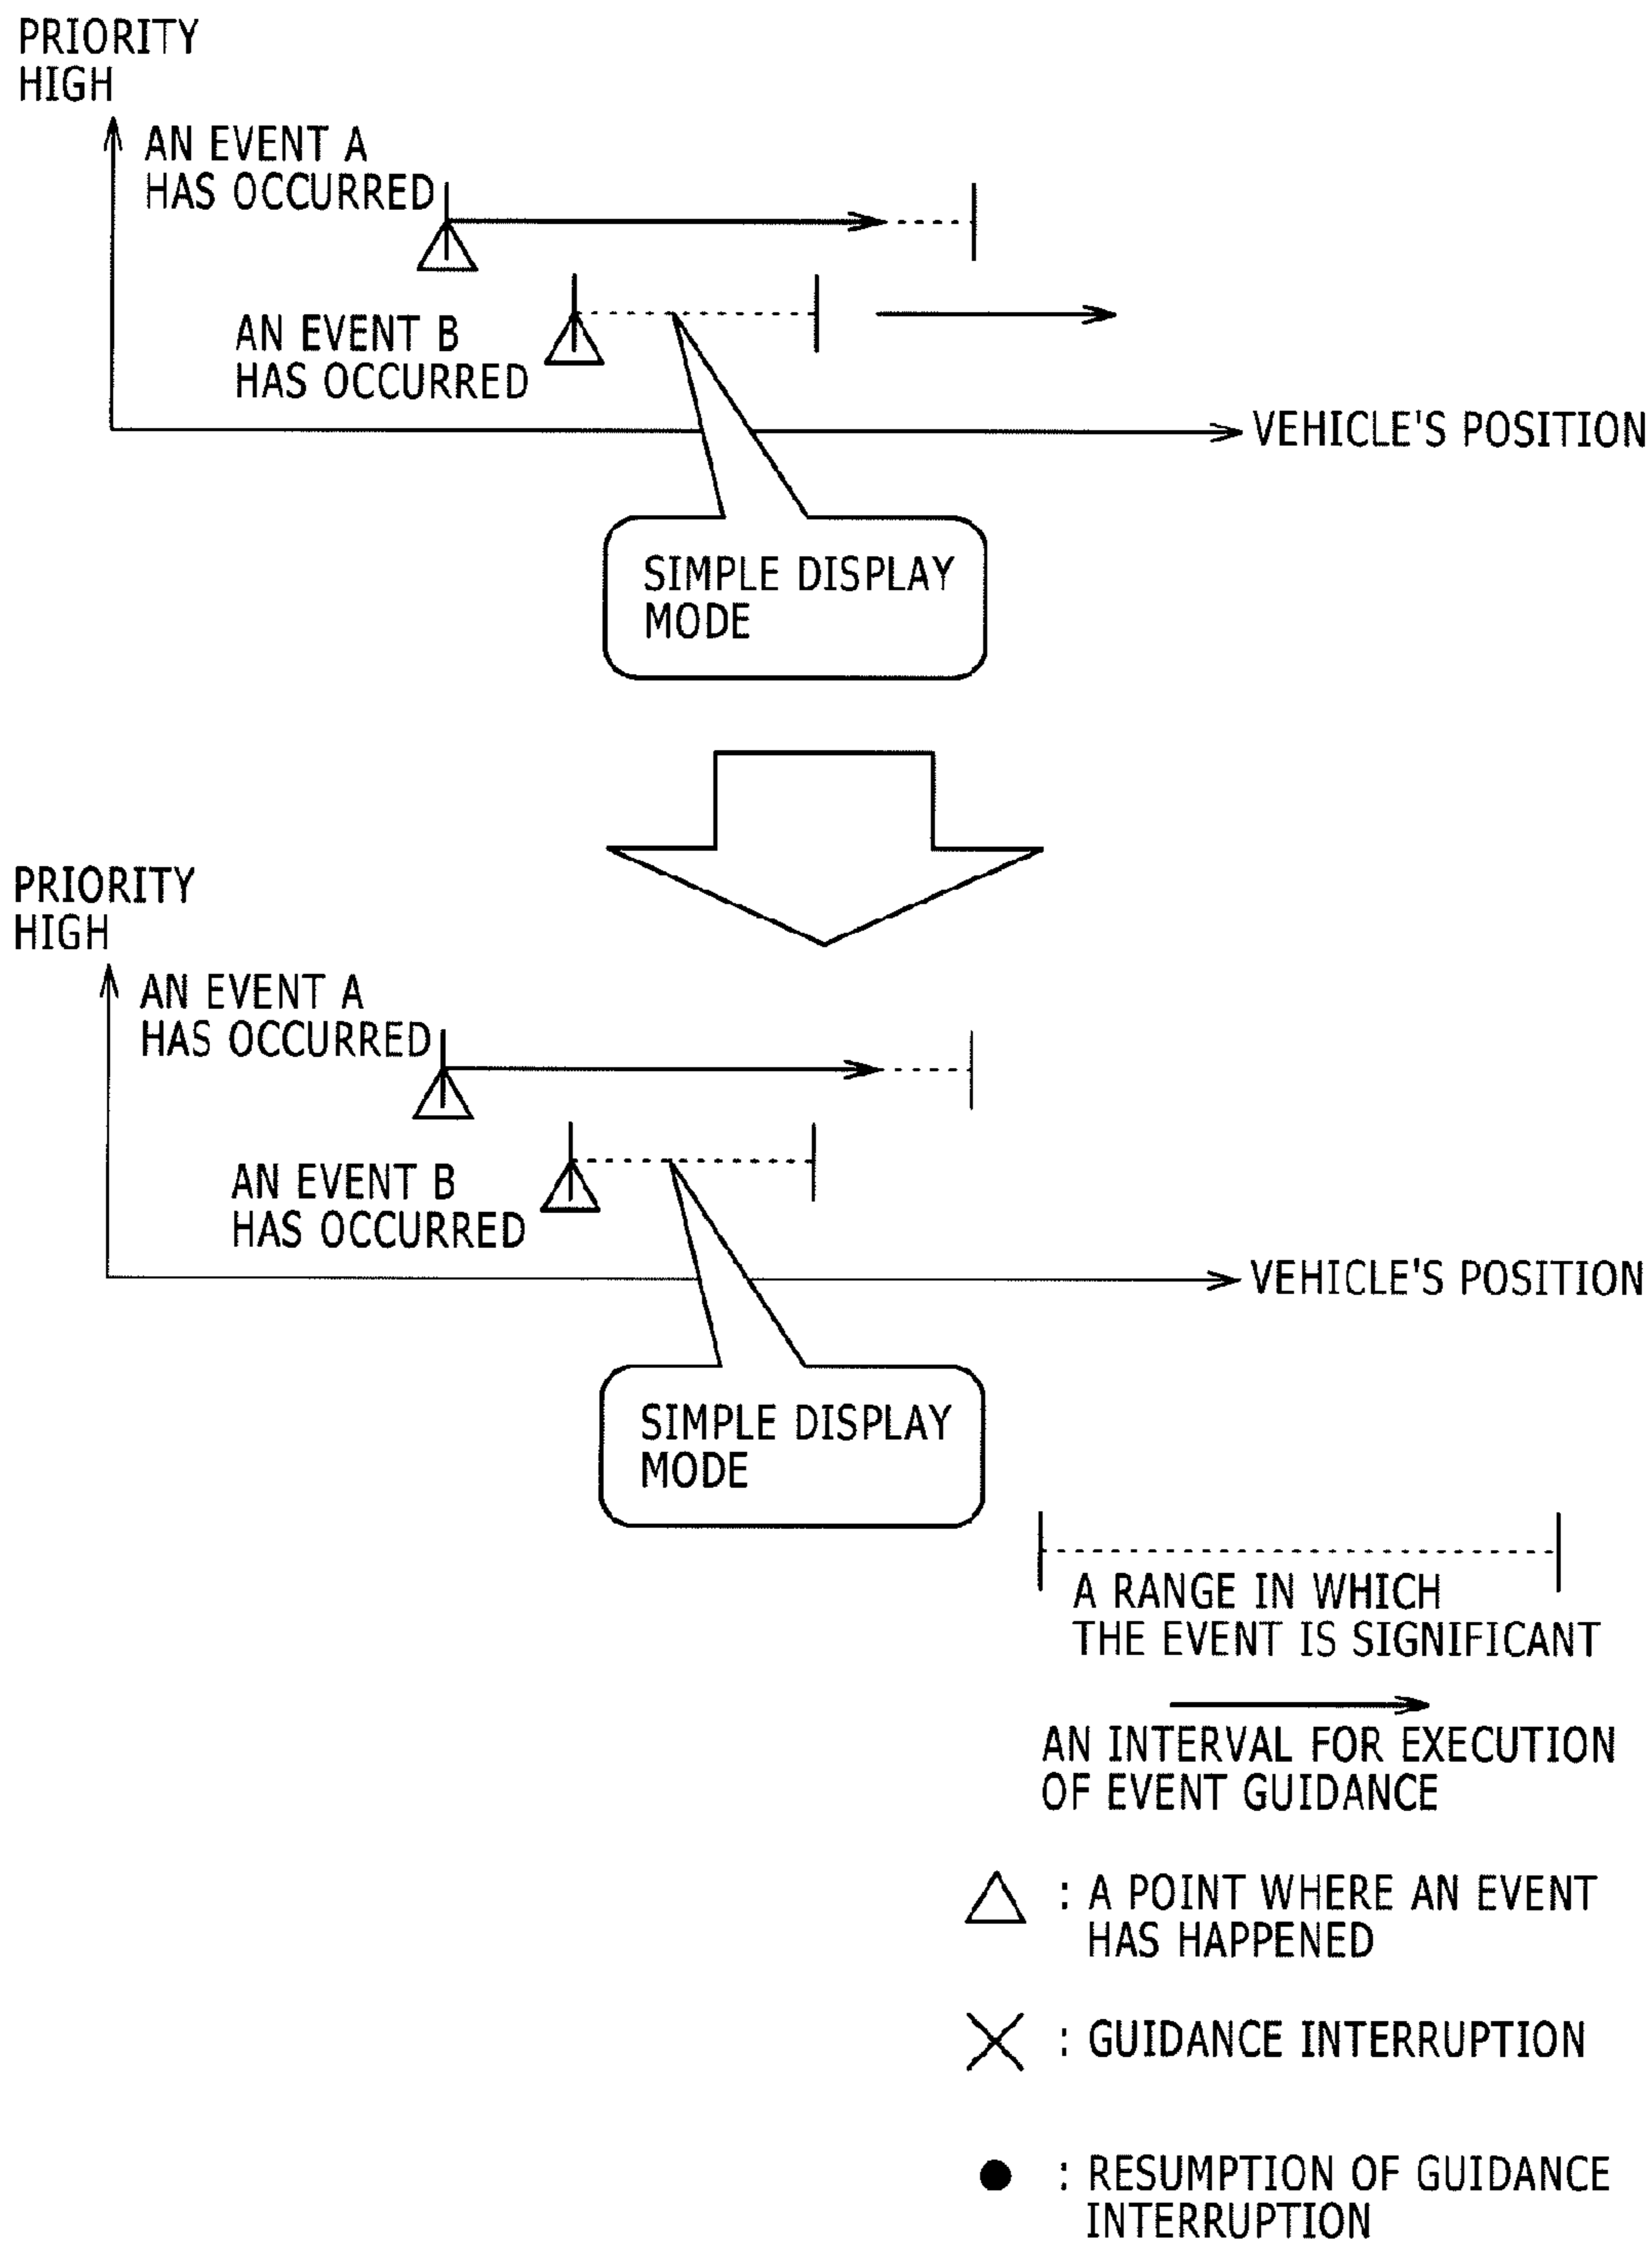 PRIORITY
HIGH
AN EVENT A
HAS OCCURRED
AN EVENT B
HAS OCCURRED
VEHICLE'S POSITION
SIMPLE DISPLAY
MODE
PRIORITY
HIGH
AN EVENT A
HAS OCCURRED
AN EVENT B
HAS OCCURRED
VEHICLE'S POSITION
SIMPLE DISPLAY
MODE
A RANGE IN WHICH
THE EVENT IS SIGNIFICANT
AN INTERVAL FOR EXECUTION
OF EVENT GUIDANCE
: A POINT WHERE AN EVENT
HAS HAPPENED
: GUIDANCE INTERRUPTION
: RESUMPTION OF GUIDANCE
INTERRUPTION